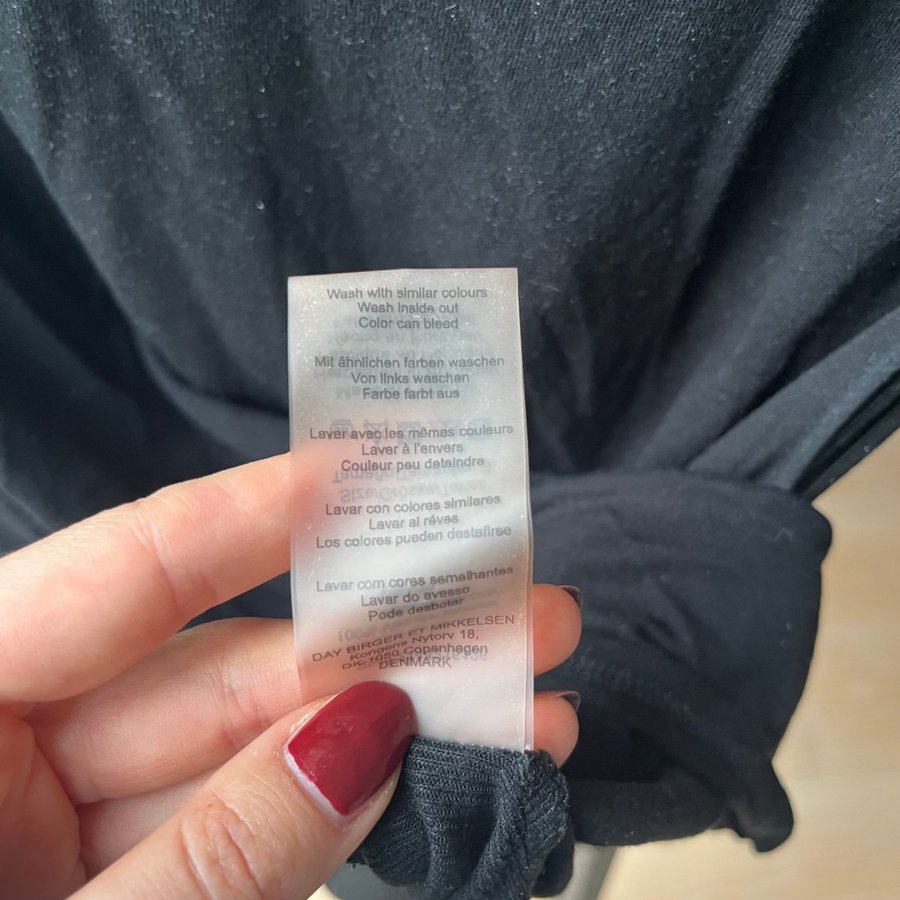 Wash with similar colours
Wash inside out
Color can bleed
Mit ähnlichen farben waschen
Von links waschen
Farbe farbt aus
Laver avec les mêmes couleurs
Laver à l'envers
Couleur peu deteindre
Lavar con colores similares
Lavar al réves
Los colores pueden destafirse
Lavar com cores semelhantes
Lavar do avesso
Pode desbotar
DAY BIRGER ET MIKKELSEN
Kongens Nytorv 18,
DK-1050 Copenhagen
DENMARK